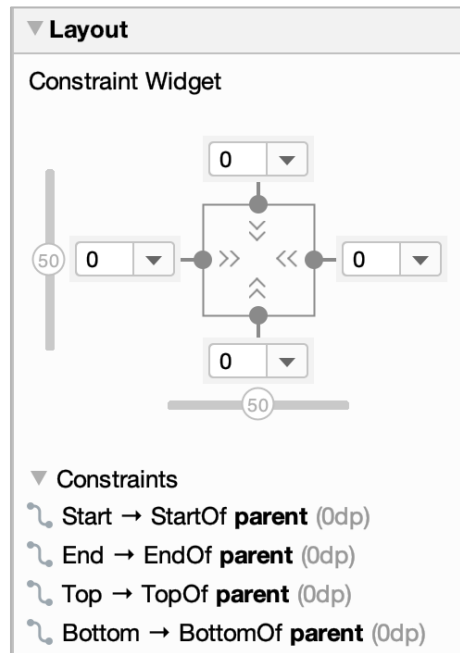 Layout
Constraint Widget
0
50 0 0
0
50
Constraints
Start → StartOf parent (0dp)
End → EndOf parent (0dp)
Top → TopOf parent (0dp)
Bottom → BottomOf parent (0dp)